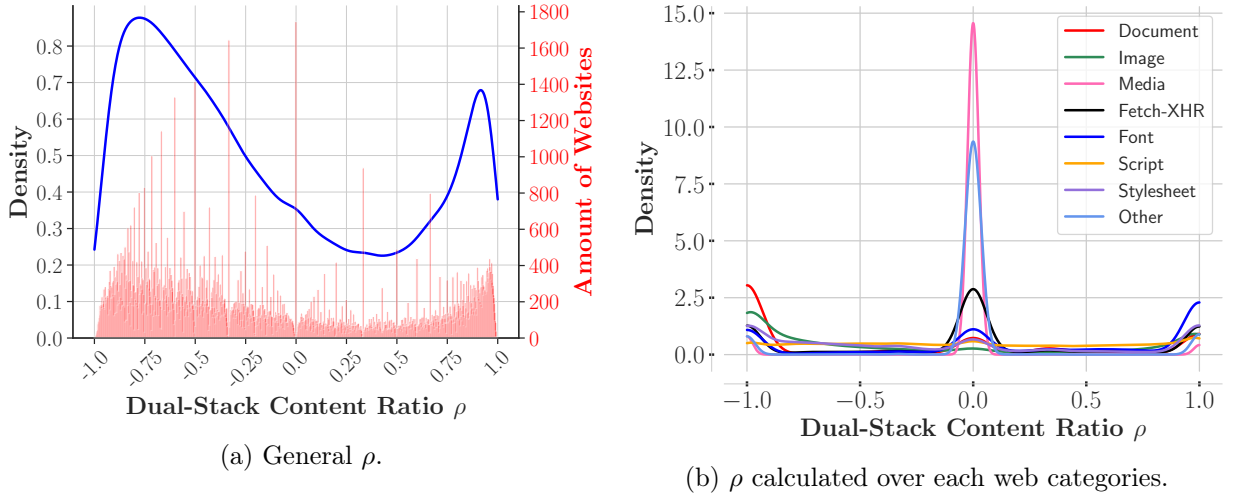 Density
0.8
0.7
0.6
0.5
0.4
0.3
0.2
0.1
0.0
1800
1600
1400
1200
1000
800
600
400
200
0
Amount of Websites
-1.0
-0.75
-0.5
-0.25
0.0
0.25
0.5
0.75
1.0
Dual-Stack Content Ratio ρ
(a) General ρ.
Density
15.0
12.5
10.0
7.5
5.0
2.5
0.0
Document
Image
Media
Fetch-XHR
Font
Script
Stylesheet
Other
−1.0
−0.5
0.0
0.5
1.0
Dual-Stack Content Ratio ρ
(b) ρ calculated over each web categories.